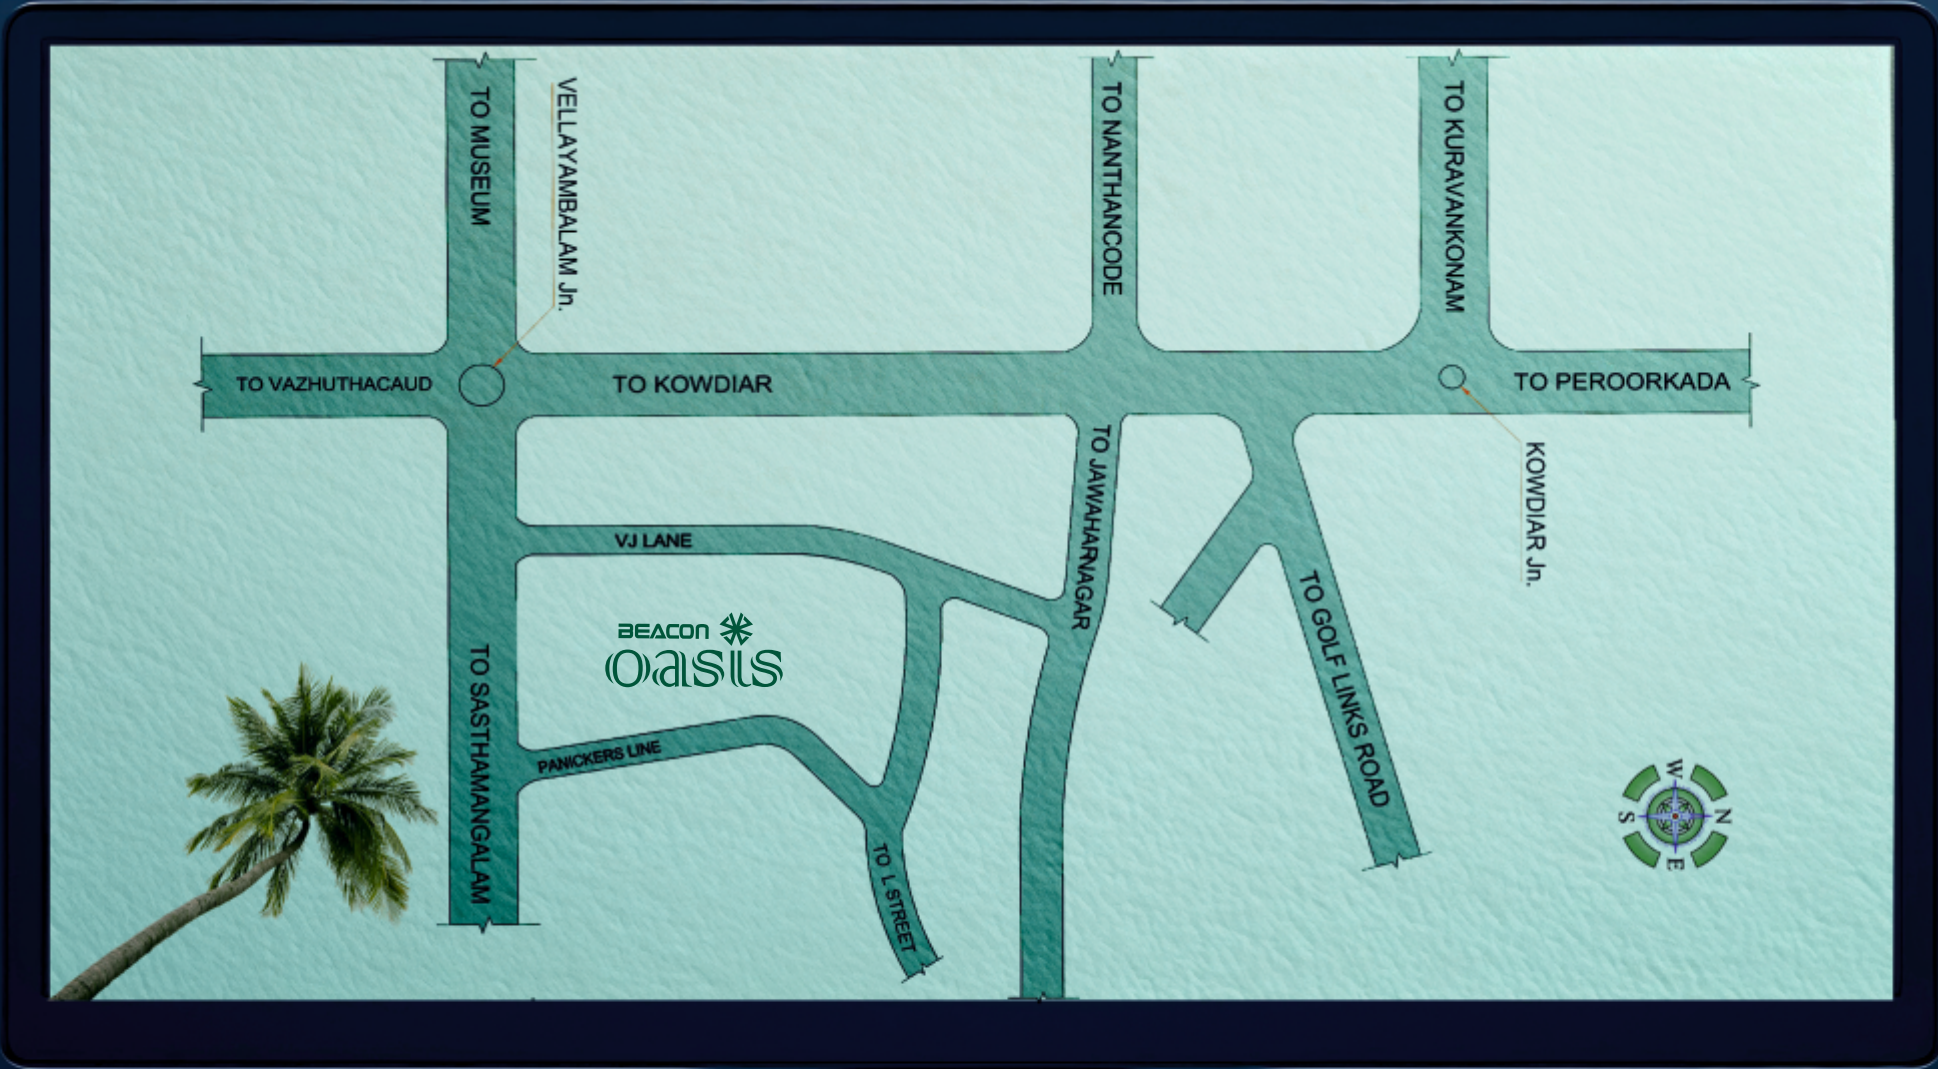 TO MUSEUM
VELLAYAMBALAM Jn.
TO NANTHANCODE
TO KURAVANKONAM
TO VAZHUTHACAUD
TO KOWDIAR
TO PEROORKADA
KOWDIAR Jn.
TO JAWAHARNAGAR
VJ LANE
TO GOLF LINKS ROAD
BEACON
oasis
TO SASTHAMANGALAM
PANICKERS LINE
TO L STREET
W
S
N
E